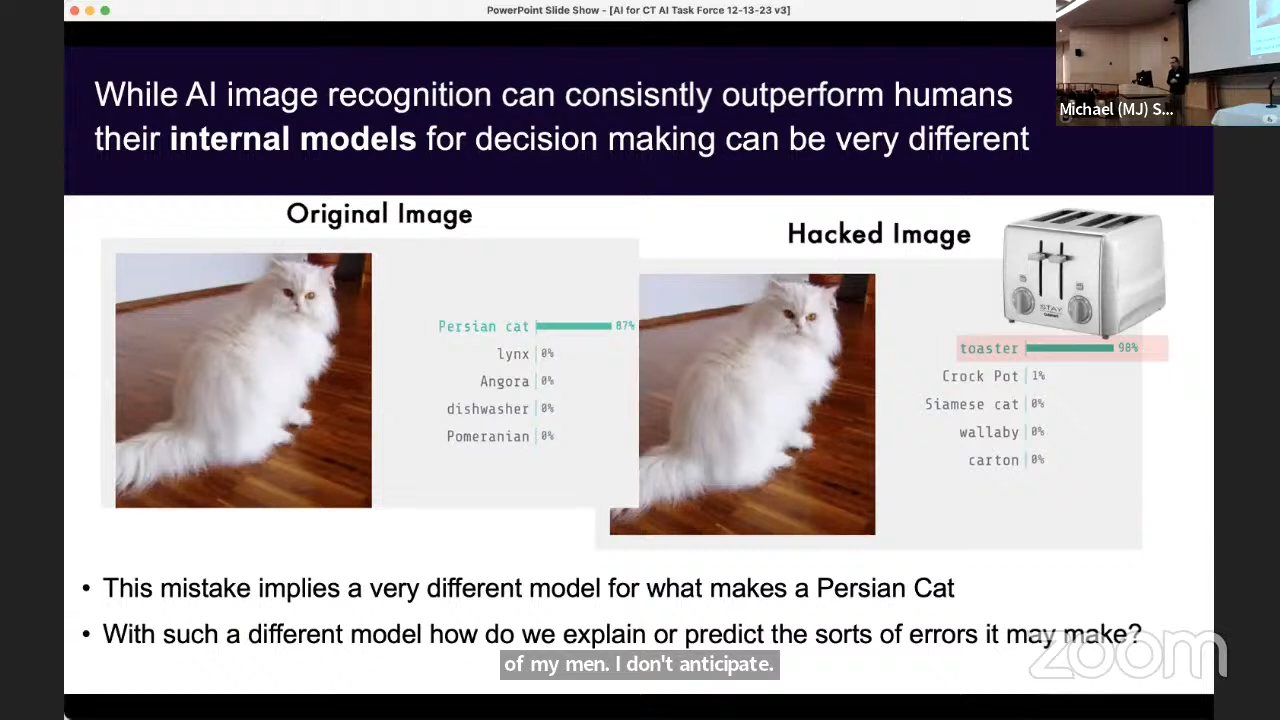 PowerPoint Slide Show - [AI for CT AI Task Force 12-13-23 v3]
Michael (MJ) S...
While AI image recognition can consisntly outperform humans
their internal models for decision making can be very different
Original Image
Persian cat 87%
lynx 0%
Angora 0%
dishwasher 0%
Pomeranian 0%
Hacked Image
STAY
toaster 98%
Crock Pot 1%
Siamese cat 0%
wallaby 0%
carton 0%
• This mistake implies a very different model for what makes a Persian Cat
• With such a different model how do we explain or predict the sorts of errors it may make?
of my men. I don't anticipate.
zoom